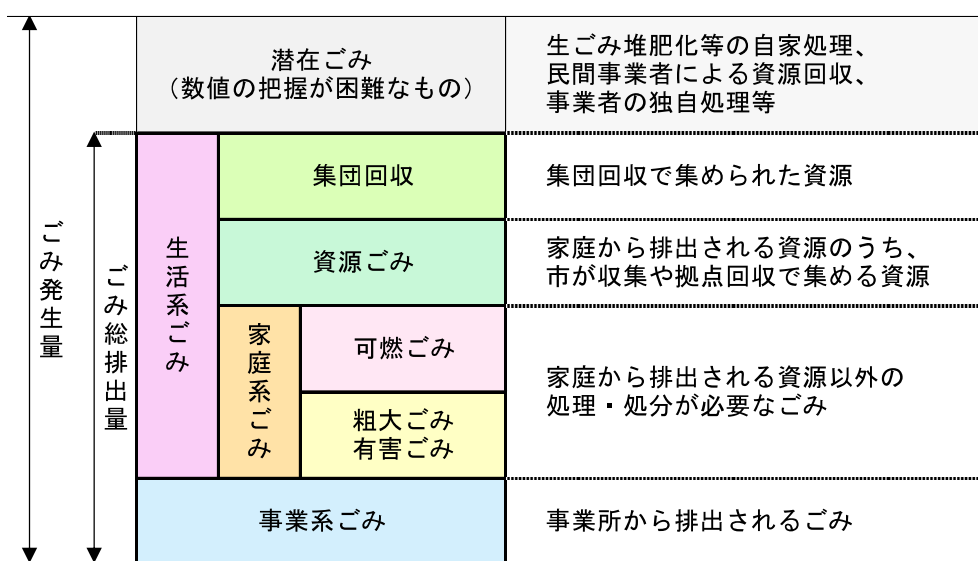 ごみ発生量
ごみ総排出量
潜在ごみ
（数値の把握が困難なもの）
生ごみ堆肥化等の自家処理、
民間事業者による資源回収、
事業者の独自処理等
生活系ごみ
集団回収
集団回収で集められた資源
資源ごみ
家庭から排出される資源のうち、
市が収集や拠点回収で集める資源
家庭系ごみ
可燃ごみ
粗大ごみ
有害ごみ
家庭から排出される資源以外の
処理・処分が必要なごみ
事業系ごみ
事業所から排出されるごみ